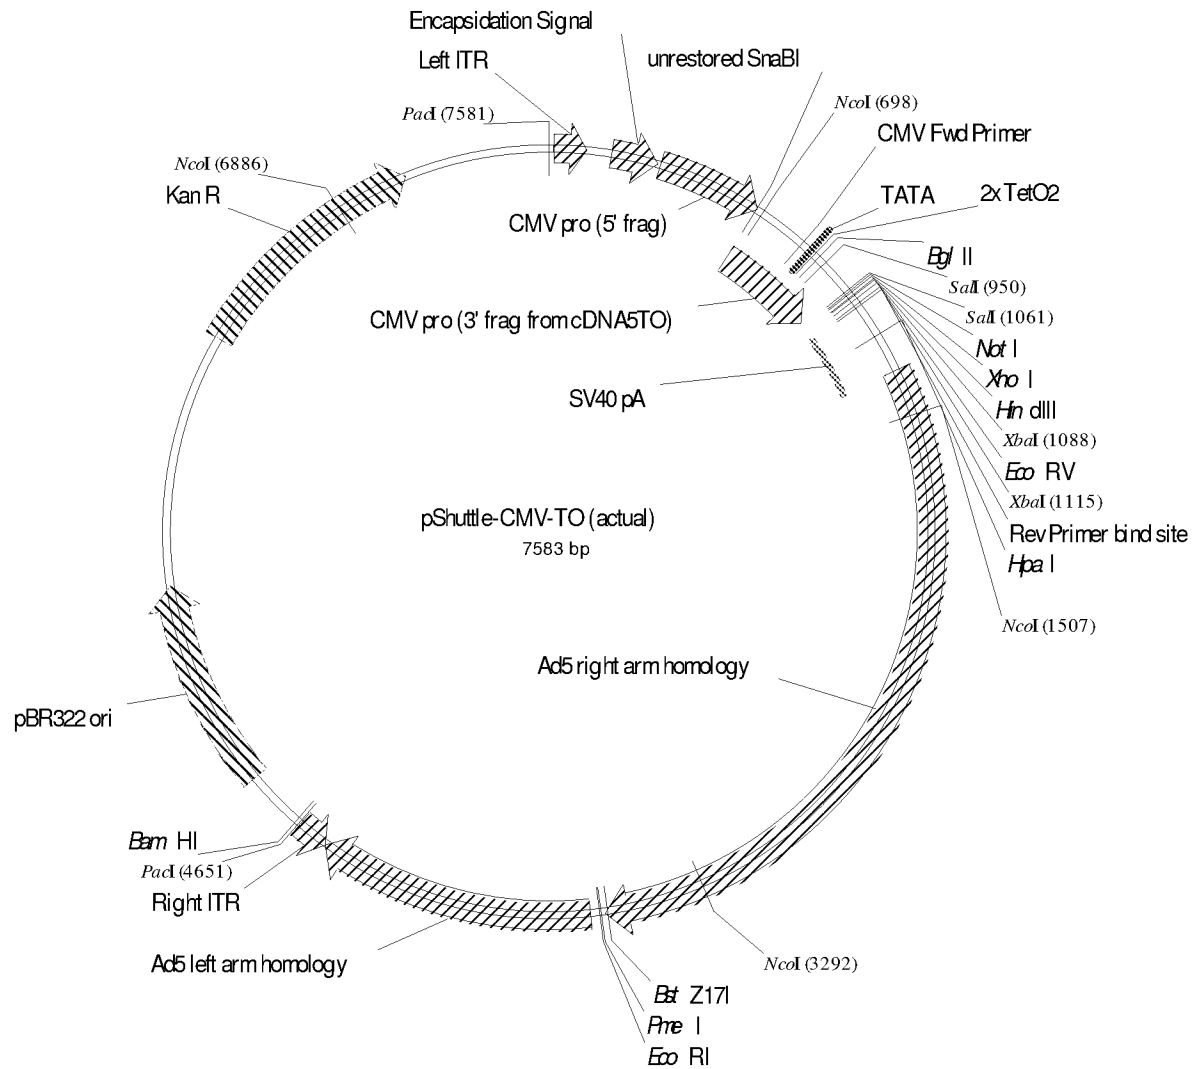 Encapsidation Signal
Left ITR
unrestored SnaBI
PacI (7581)
NcoI (698)
CMV Fwd Primer
NcoI (6886)
Kan R
TATA
2x TetO2
CMV pro (5' frag)
Bgl II
SalI (950)
CMV pro (3' frag from cDNA5TO)
SalI (1061)
Not I
Xho I
SV40 pA
Hin dIII
XbaI (1088)
Eco RV
XbaI (1115)
pShuttle-CMV-TO (actual)
7583 bp
Rev Primer bind site
Hpa I
NcoI (1507)
Ad5 right arm homology
pBR322 ori
Bam HI
PacI (4651)
Right ITR
Ad5 left arm homology
NcoI (3292)
Bst Z17I
Pme I
Eco RI